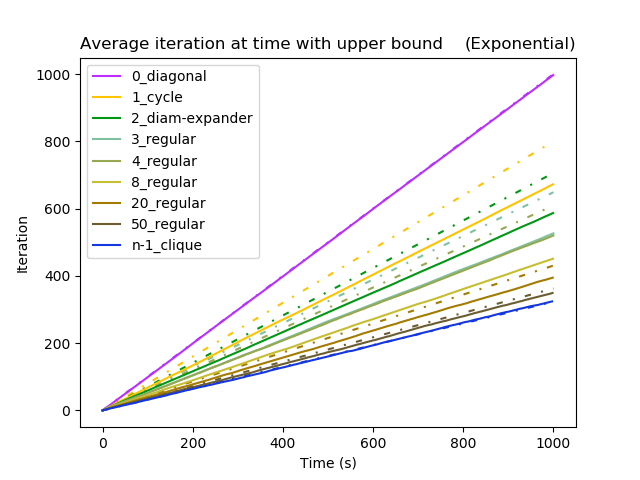 Average iteration at time with upper bound (Exponential)
1000
800
600
400
200
0
Iteration
0_diagonal
1_cycle
2_diam-expander
3_regular
4_regular
8_regular
20_regular
50_regular
n-1_clique
0 200 400 600 800 1000
Time (s)